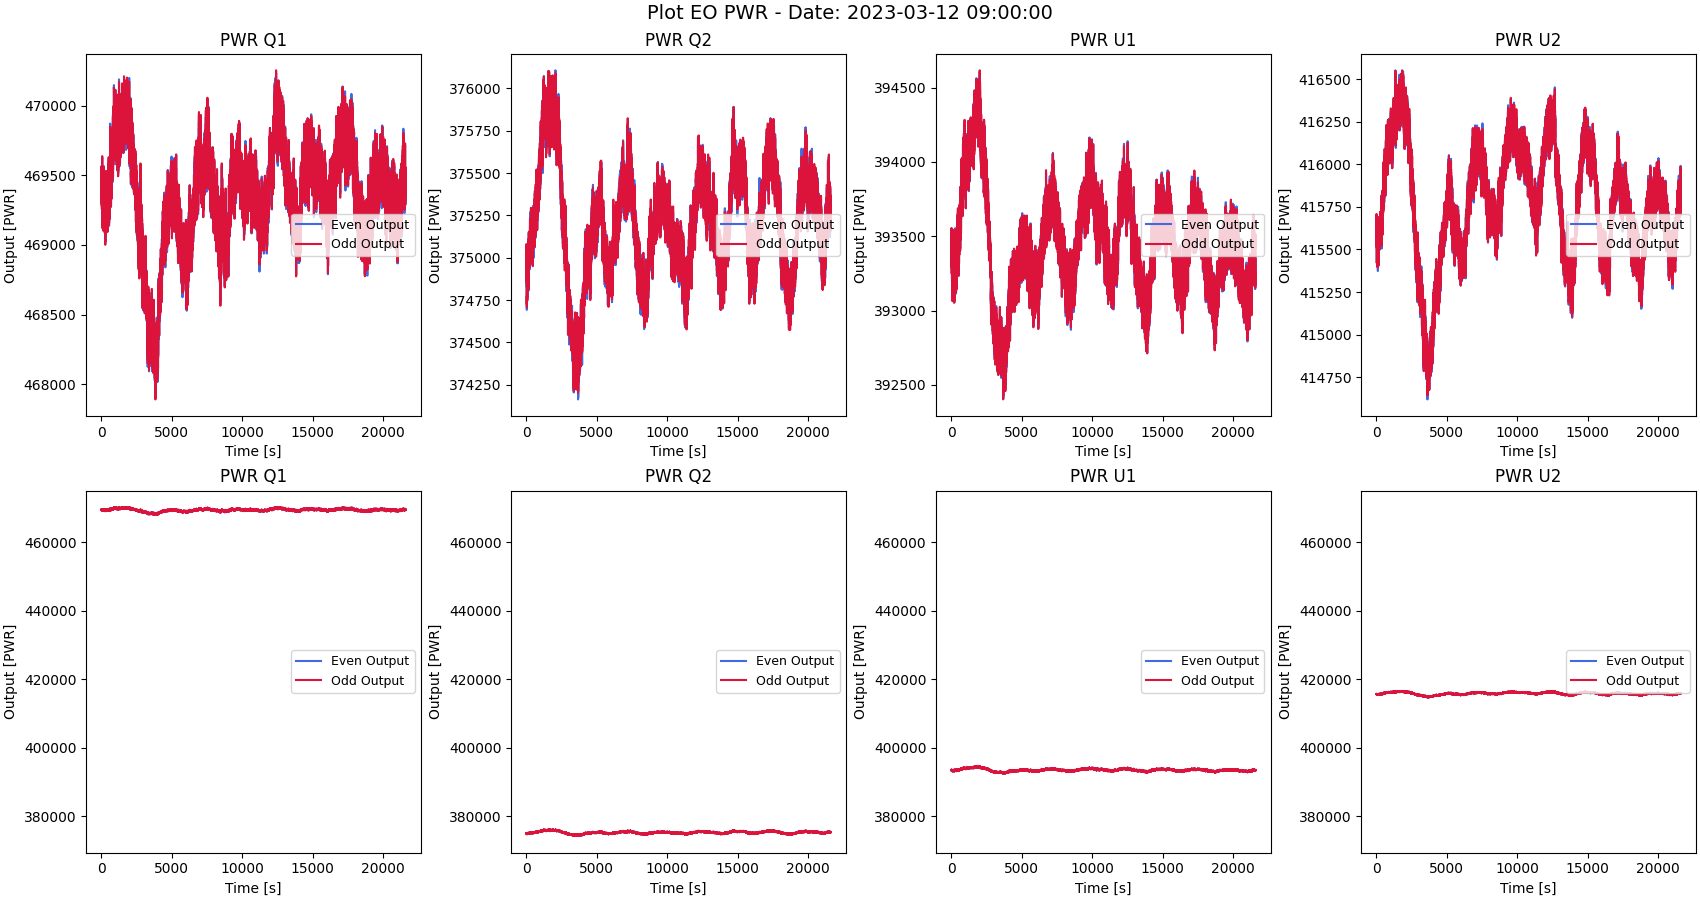 Plot EO PWR - Date: 2023-03-12 09:00:00
PWR Q1
Output [PWR]
470000
469500
469000
468500
468000
Even Output
Odd Output
0 5000 10000 15000 20000
Time [s]
PWR Q2
Output [PWR]
376000
375750
375500
375250
375000
374750
374500
374250
Even Output
Odd Output
0 5000 10000 15000 20000
Time [s]
PWR U1
Output [PWR]
394500
394000
393500
393000
392500
Even Output
Odd Output
0 5000 10000 15000 20000
Time [s]
PWR U2
Output [PWR]
416500
416250
416000
415750
415500
415250
415000
414750
Even Output
Odd Output
0 5000 10000 15000 20000
Time [s]
PWR Q1
Output [PWR]
460000
440000
420000
400000
380000
Even Output
Odd Output
0 5000 10000 15000 20000
Time [s]
PWR Q2
Output [PWR]
460000
440000
420000
400000
380000
Even Output
Odd Output
0 5000 10000 15000 20000
Time [s]
PWR U1
Output [PWR]
460000
440000
420000
400000
380000
Even Output
Odd Output
0 5000 10000 15000 20000
Time [s]
PWR U2
Output [PWR]
460000
440000
420000
400000
380000
Even Output
Odd Output
0 5000 10000 15000 20000
Time [s]